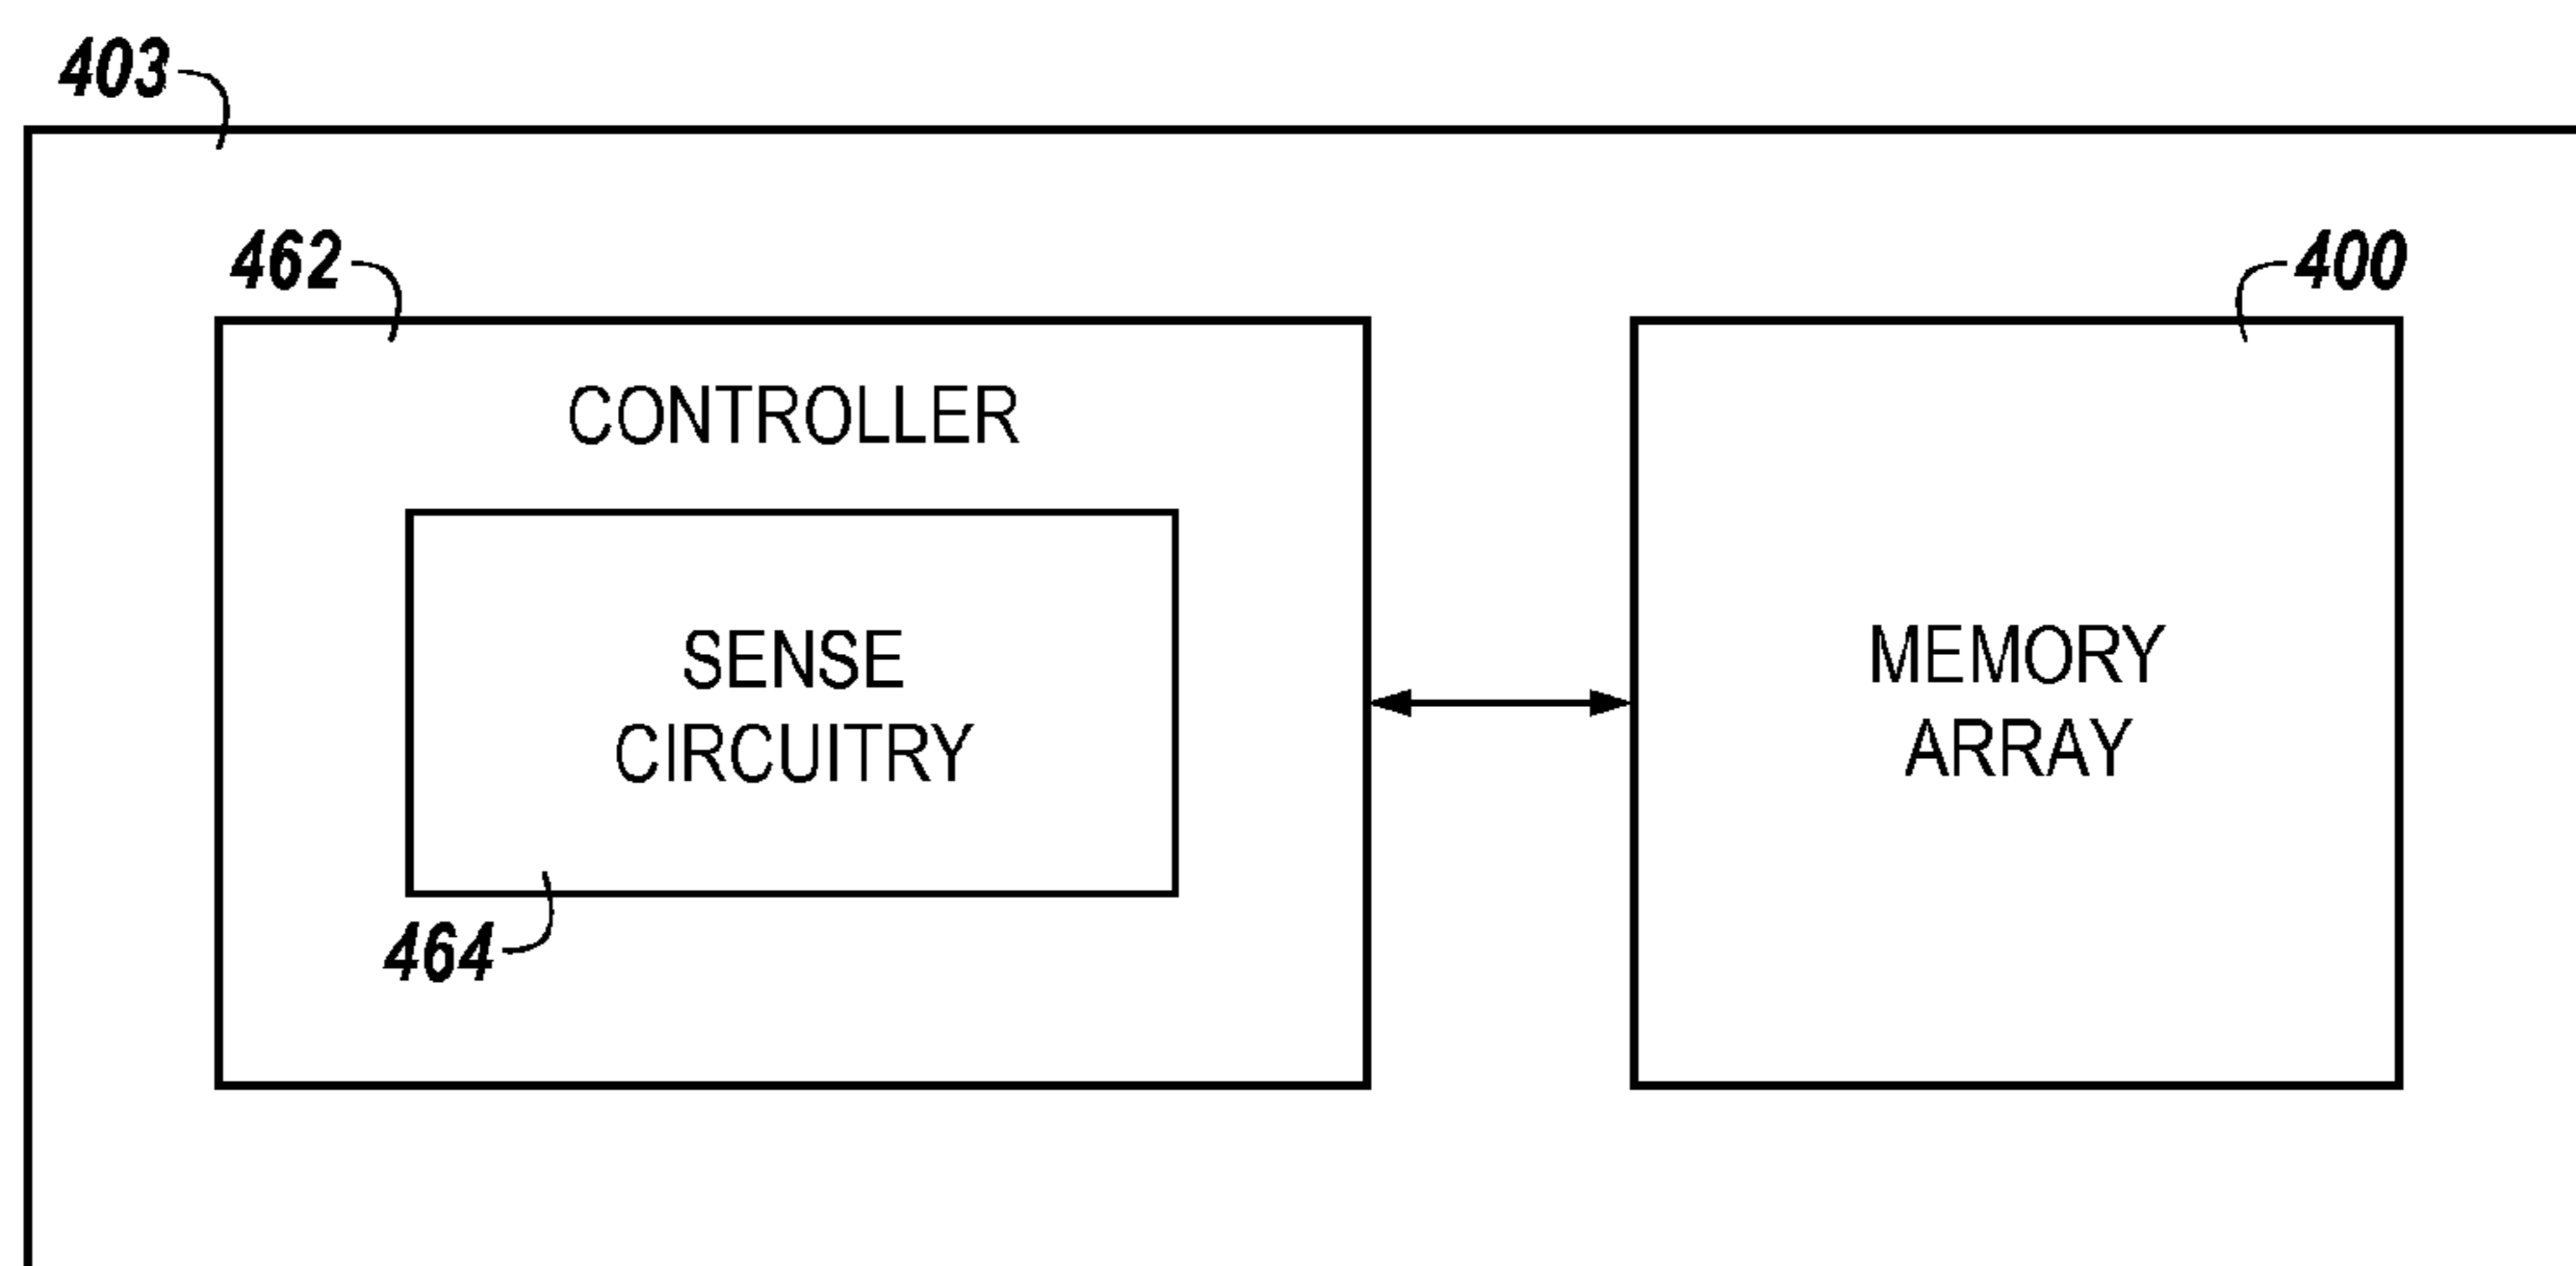 403
462
400
CONTROLLER
SENSE
CIRCUITRY
464
MEMORY
ARRAY